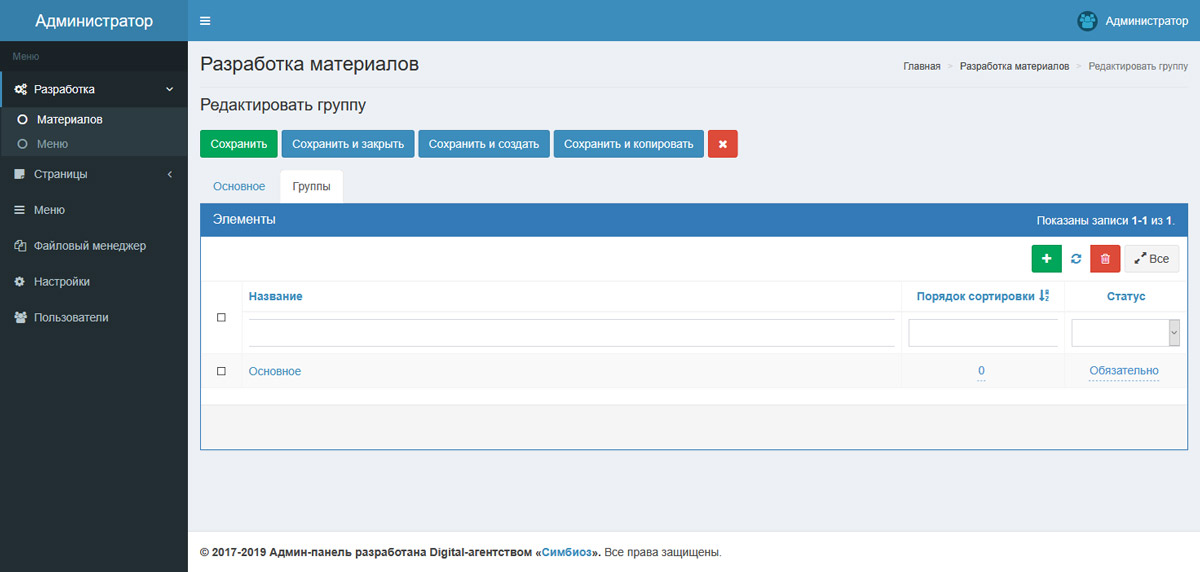 Администратор
Администратор
Меню
Разработка
Материалов
Меню
Страницы
Меню
Файловый менеджер
Настройки
Пользователи
Разработка материалов
Главная > Разработка материалов > Редактировать группу
Редактировать группу
Сохранить Сохранить и закрыть Сохранить и создать Сохранить и копировать
Основное Группы
Элементы Показаны записи 1-1 из 1.
Все
Название Порядок сортировки Статус
Основное 0 Обязательно
© 2017-2019 Админ-панель разработана Digital-агентством «Симбиоз». Все права защищены.